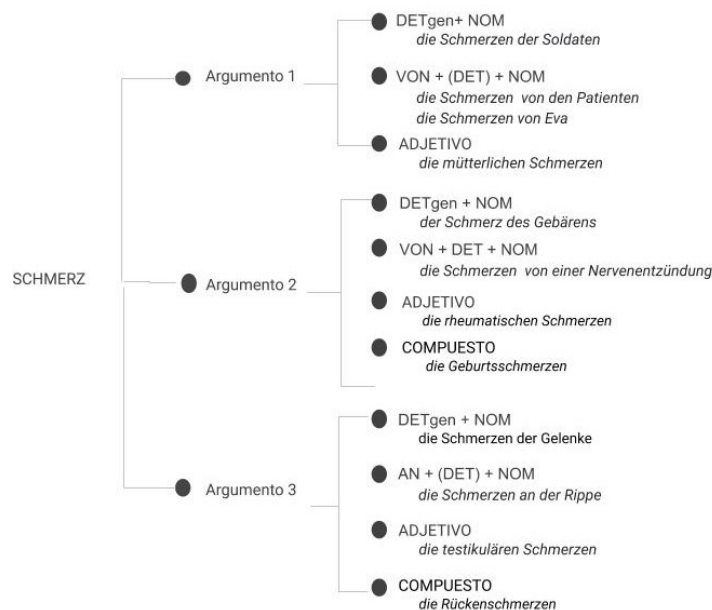 SCHMERZ
Argumento 1
DETgen+ NOM
die Schmerzen der Soldaten
VON + (DET) + NOM
die Schmerzen von den Patienten
die Schmerzen von Eva
ADJETIVO
die mütterlichen Schmerzen
Argumento 2
DETgen + NOM
der Schmerz des Gebärens
VON + DET + NOM
die Schmerzen von einer Nervenentzündung
ADJETIVO
die rheumatischen Schmerzen
COMPUESTO
die Geburtsschmerzen
Argumento 3
DETgen + NOM
die Schmerzen der Gelenke
AN + (DET) + NOM
die Schmerzen an der Rippe
ADJETIVO
die testikulären Schmerzen
COMPUESTO
die Rückenschmerzen